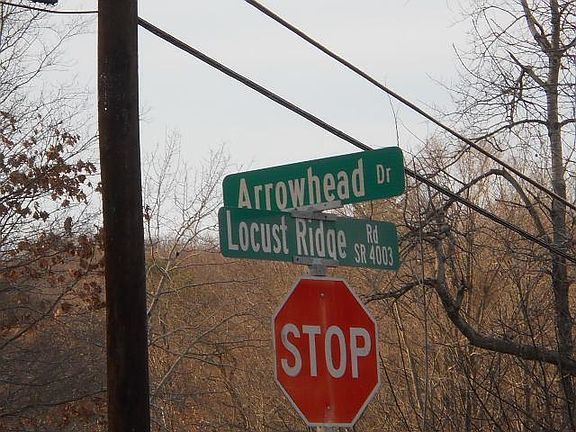 Arrowhead Dr
Locust Ridge Rd
SR 4003
STOP